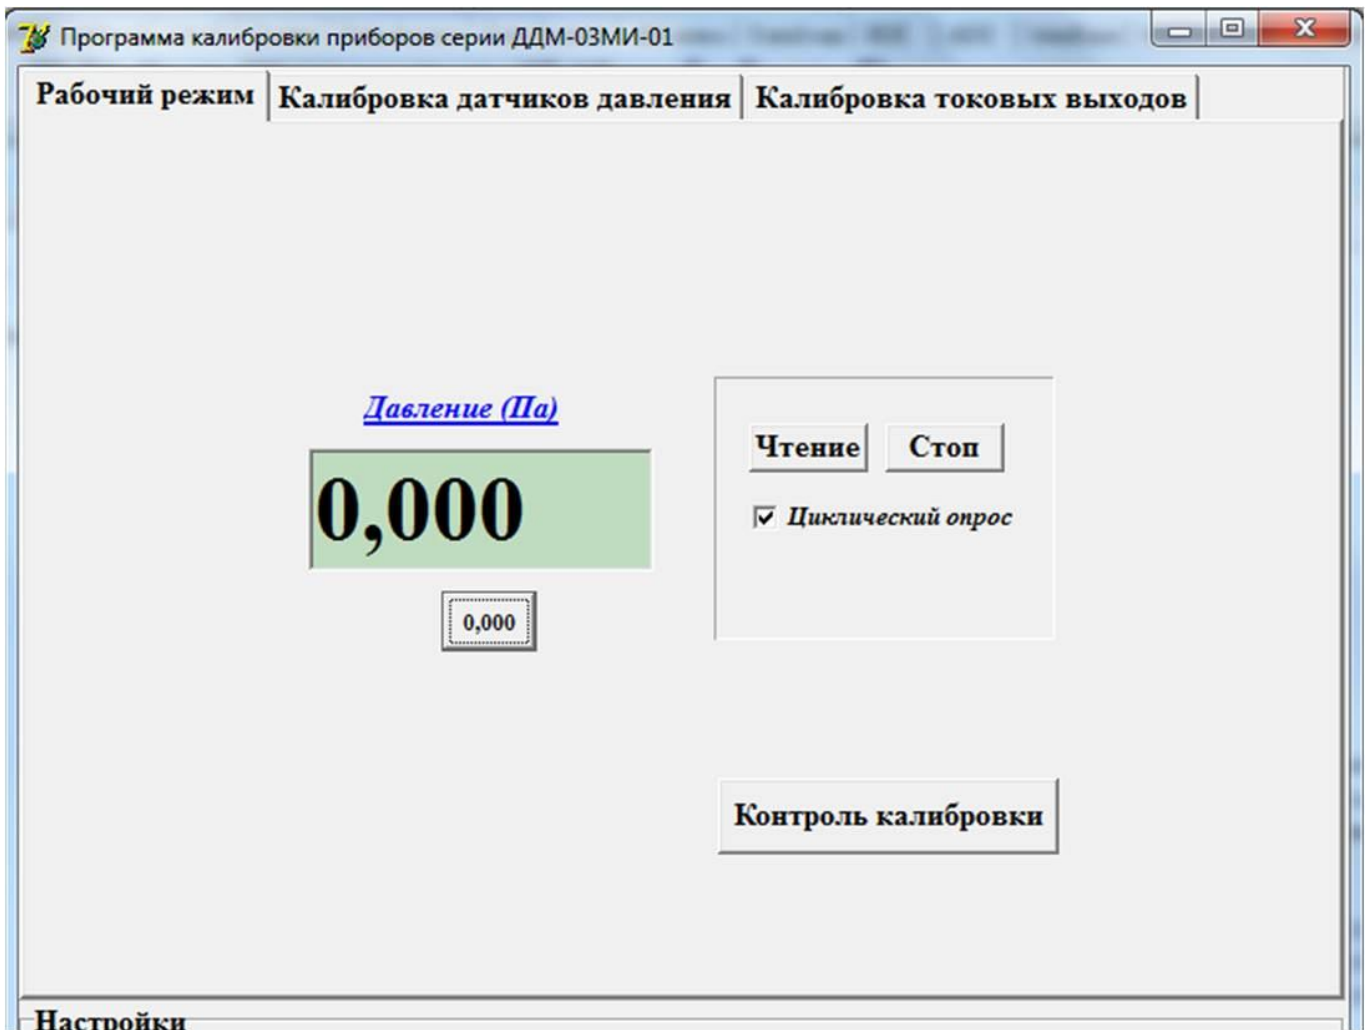 Программа калибровки приборов серии ДДМ-03МИ-01
Рабочий режим Калибровка датчиков давления Калибровка токовых выходов
Давление (Па)
Чтение Стоп
0,000
Циклический опрос
0,000
Контроль калибровки
Настройки